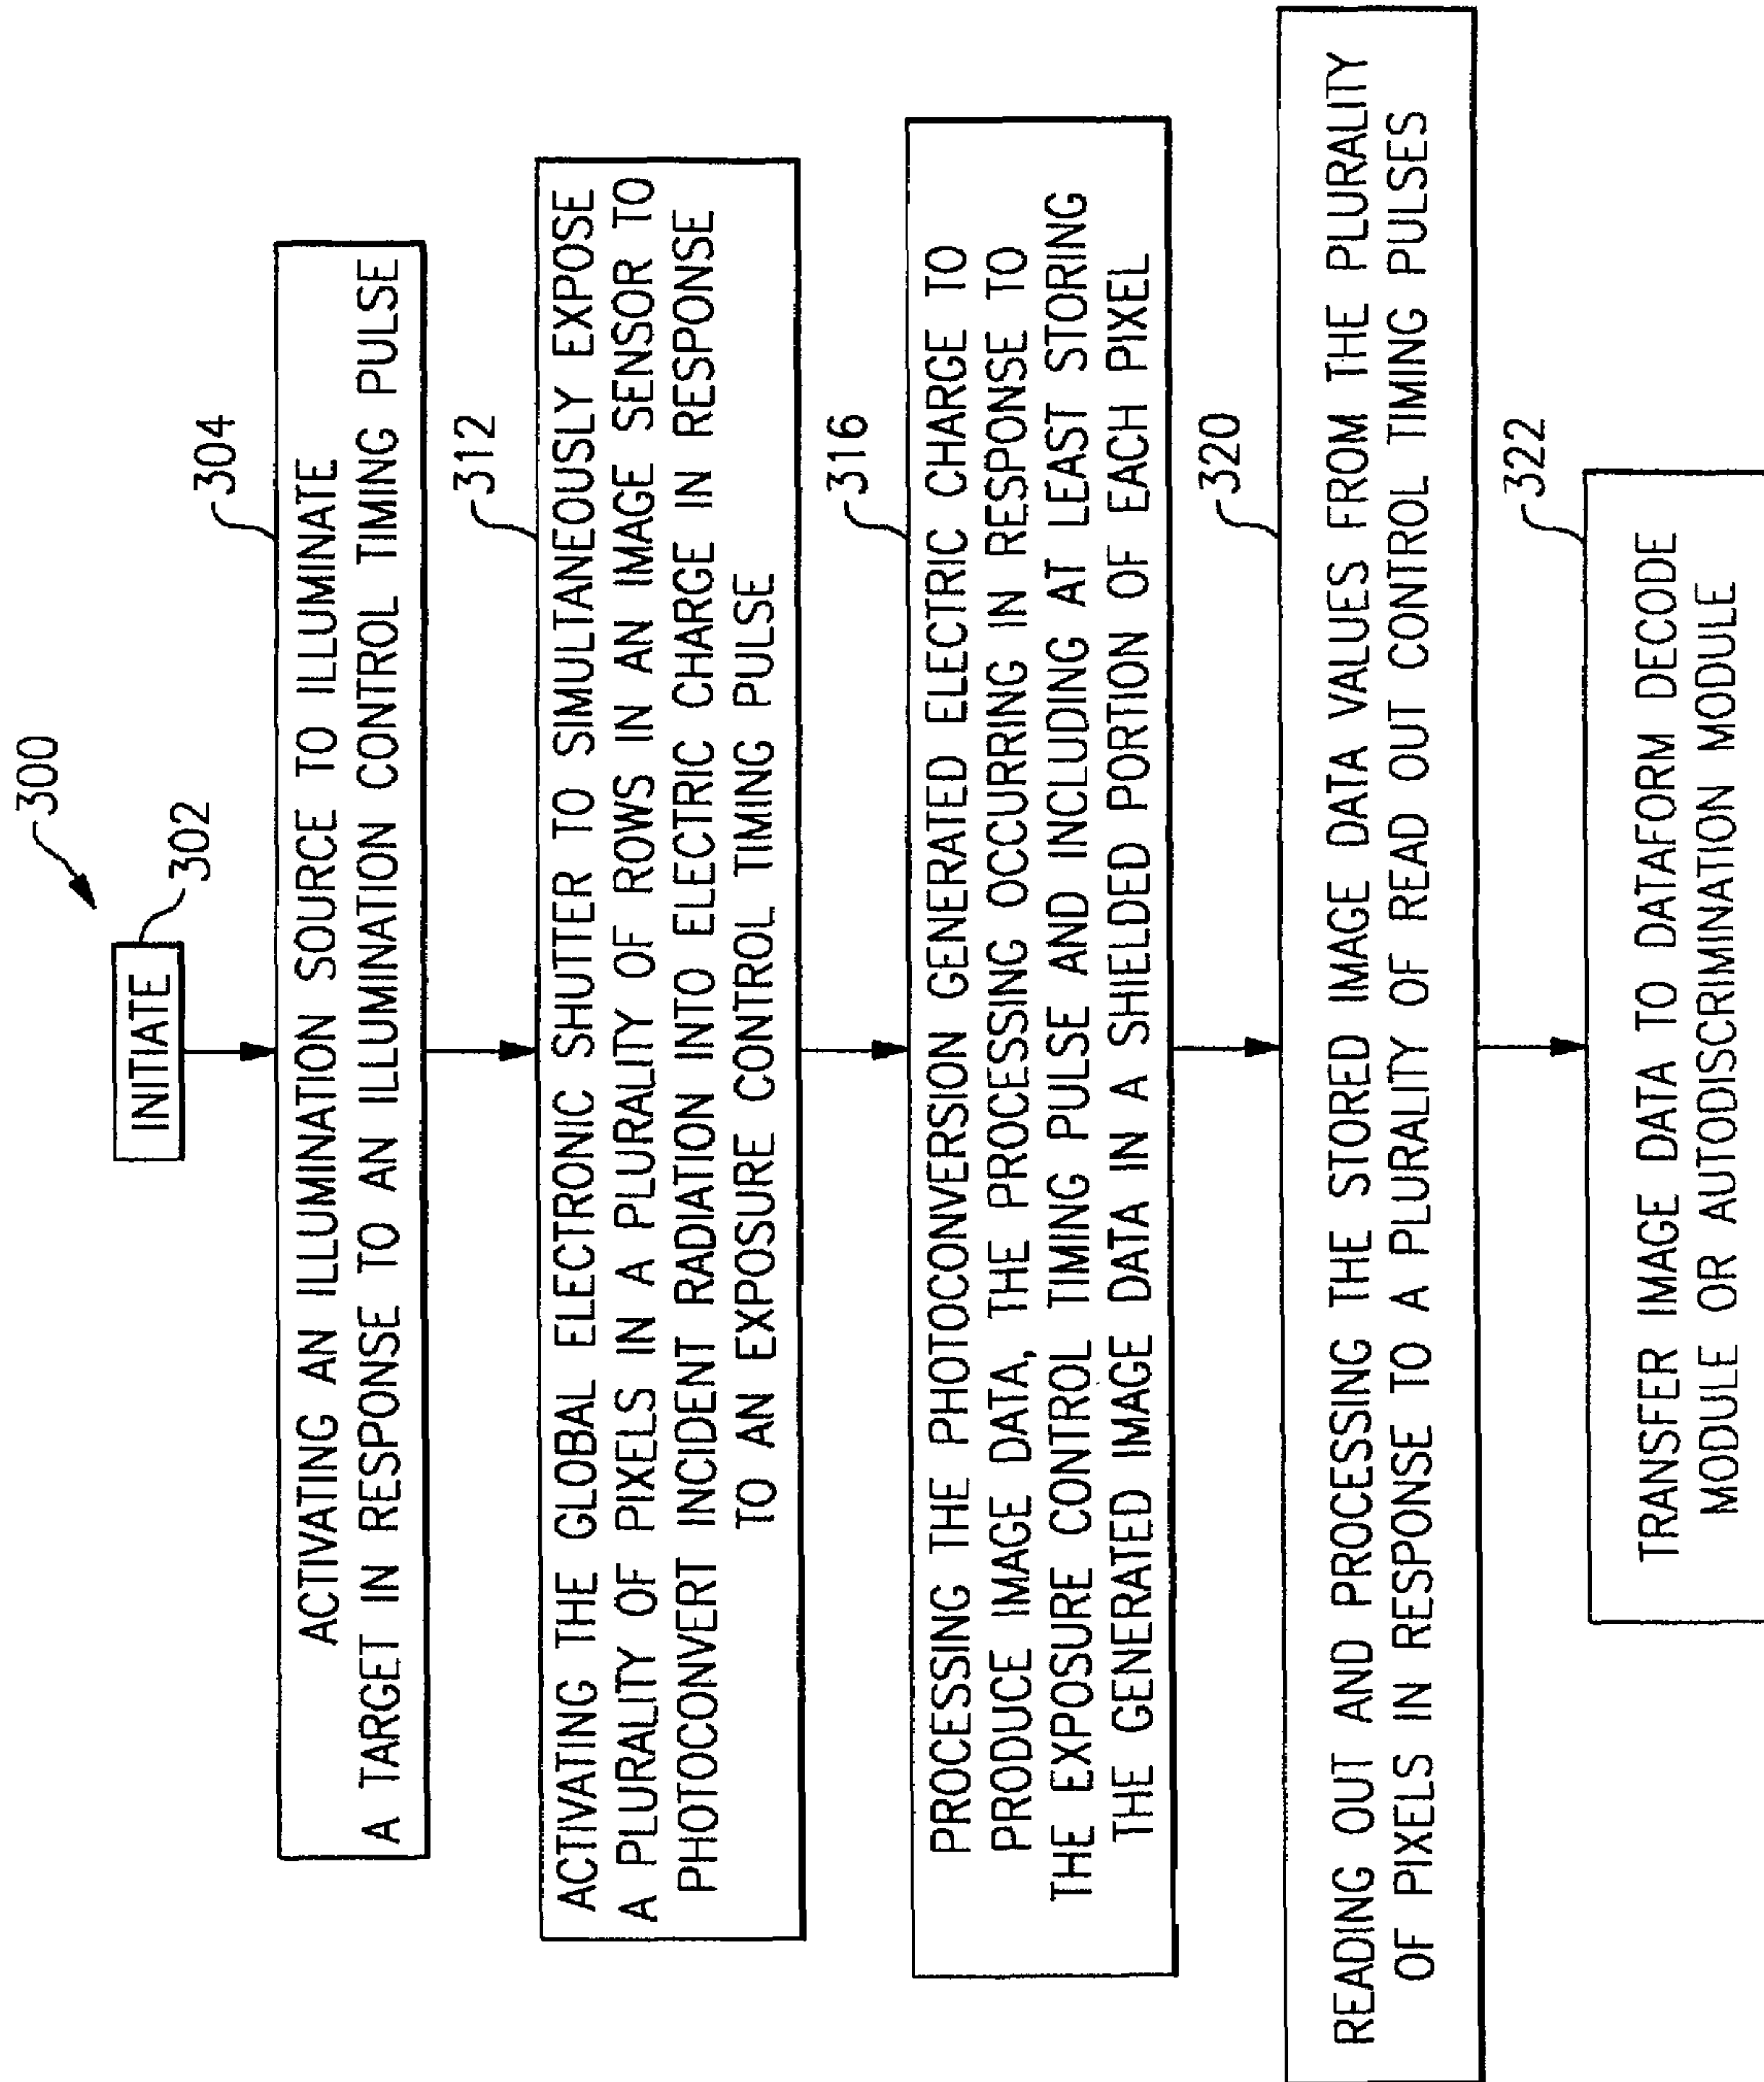 300
INITIATE
302
304
ACTIVATING AN ILLUMINATION SOURCE TO ILLUMINATE
A TARGET IN RESPONSE TO AN ILLUMINATION CONTROL TIMING PULSE
312
ACTIVATING THE GLOBAL ELECTRONIC SHUTTER TO SIMULTANEOUSLY EXPOSE
A PLURALITY OF PIXELS IN A PLURALITY OF ROWS IN AN IMAGE SENSOR TO
PHOTOCONVERT INCIDENT RADIATION INTO ELECTRIC CHARGE IN RESPONSE
TO AN EXPOSURE CONTROL TIMING PULSE
316
PROCESSING THE PHOTOCONVERSION GENERATED ELECTRIC CHARGE TO
PRODUCE IMAGE DATA, THE PROCESSING OCCURRING IN RESPONSE TO
THE EXPOSURE CONTROL TIMING PULSE AND INCLUDING AT LEAST STORING
THE GENERATED IMAGE DATA IN A SHIELDED PORTION OF EACH PIXEL
320
READING OUT AND PROCESSING THE STORED IMAGE DATA VALUES FROM THE PLURALITY
OF PIXELS IN RESPONSE TO A PLURALITY OF READ OUT CONTROL TIMING PULSES
322
TRANSFER IMAGE DATA TO DATAFORM DECODE
MODULE OR AUTODISCRIMINATION MODULE